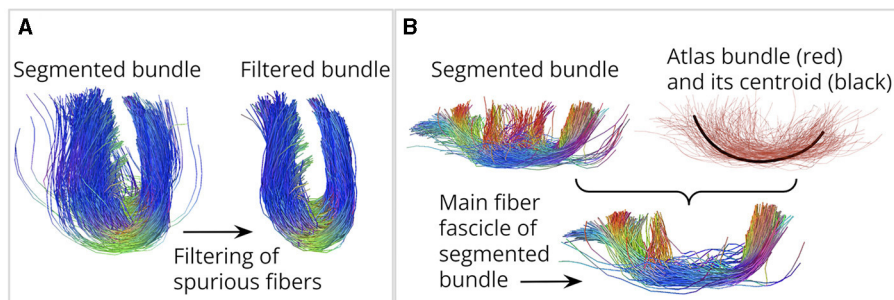 A
Segmented bundle
Filtered bundle
Filtering of
spurious fibers
B
Segmented bundle
Atlas bundle (red)
and its centroid (black)
Main fiber
fascicle of
segmented
bundle